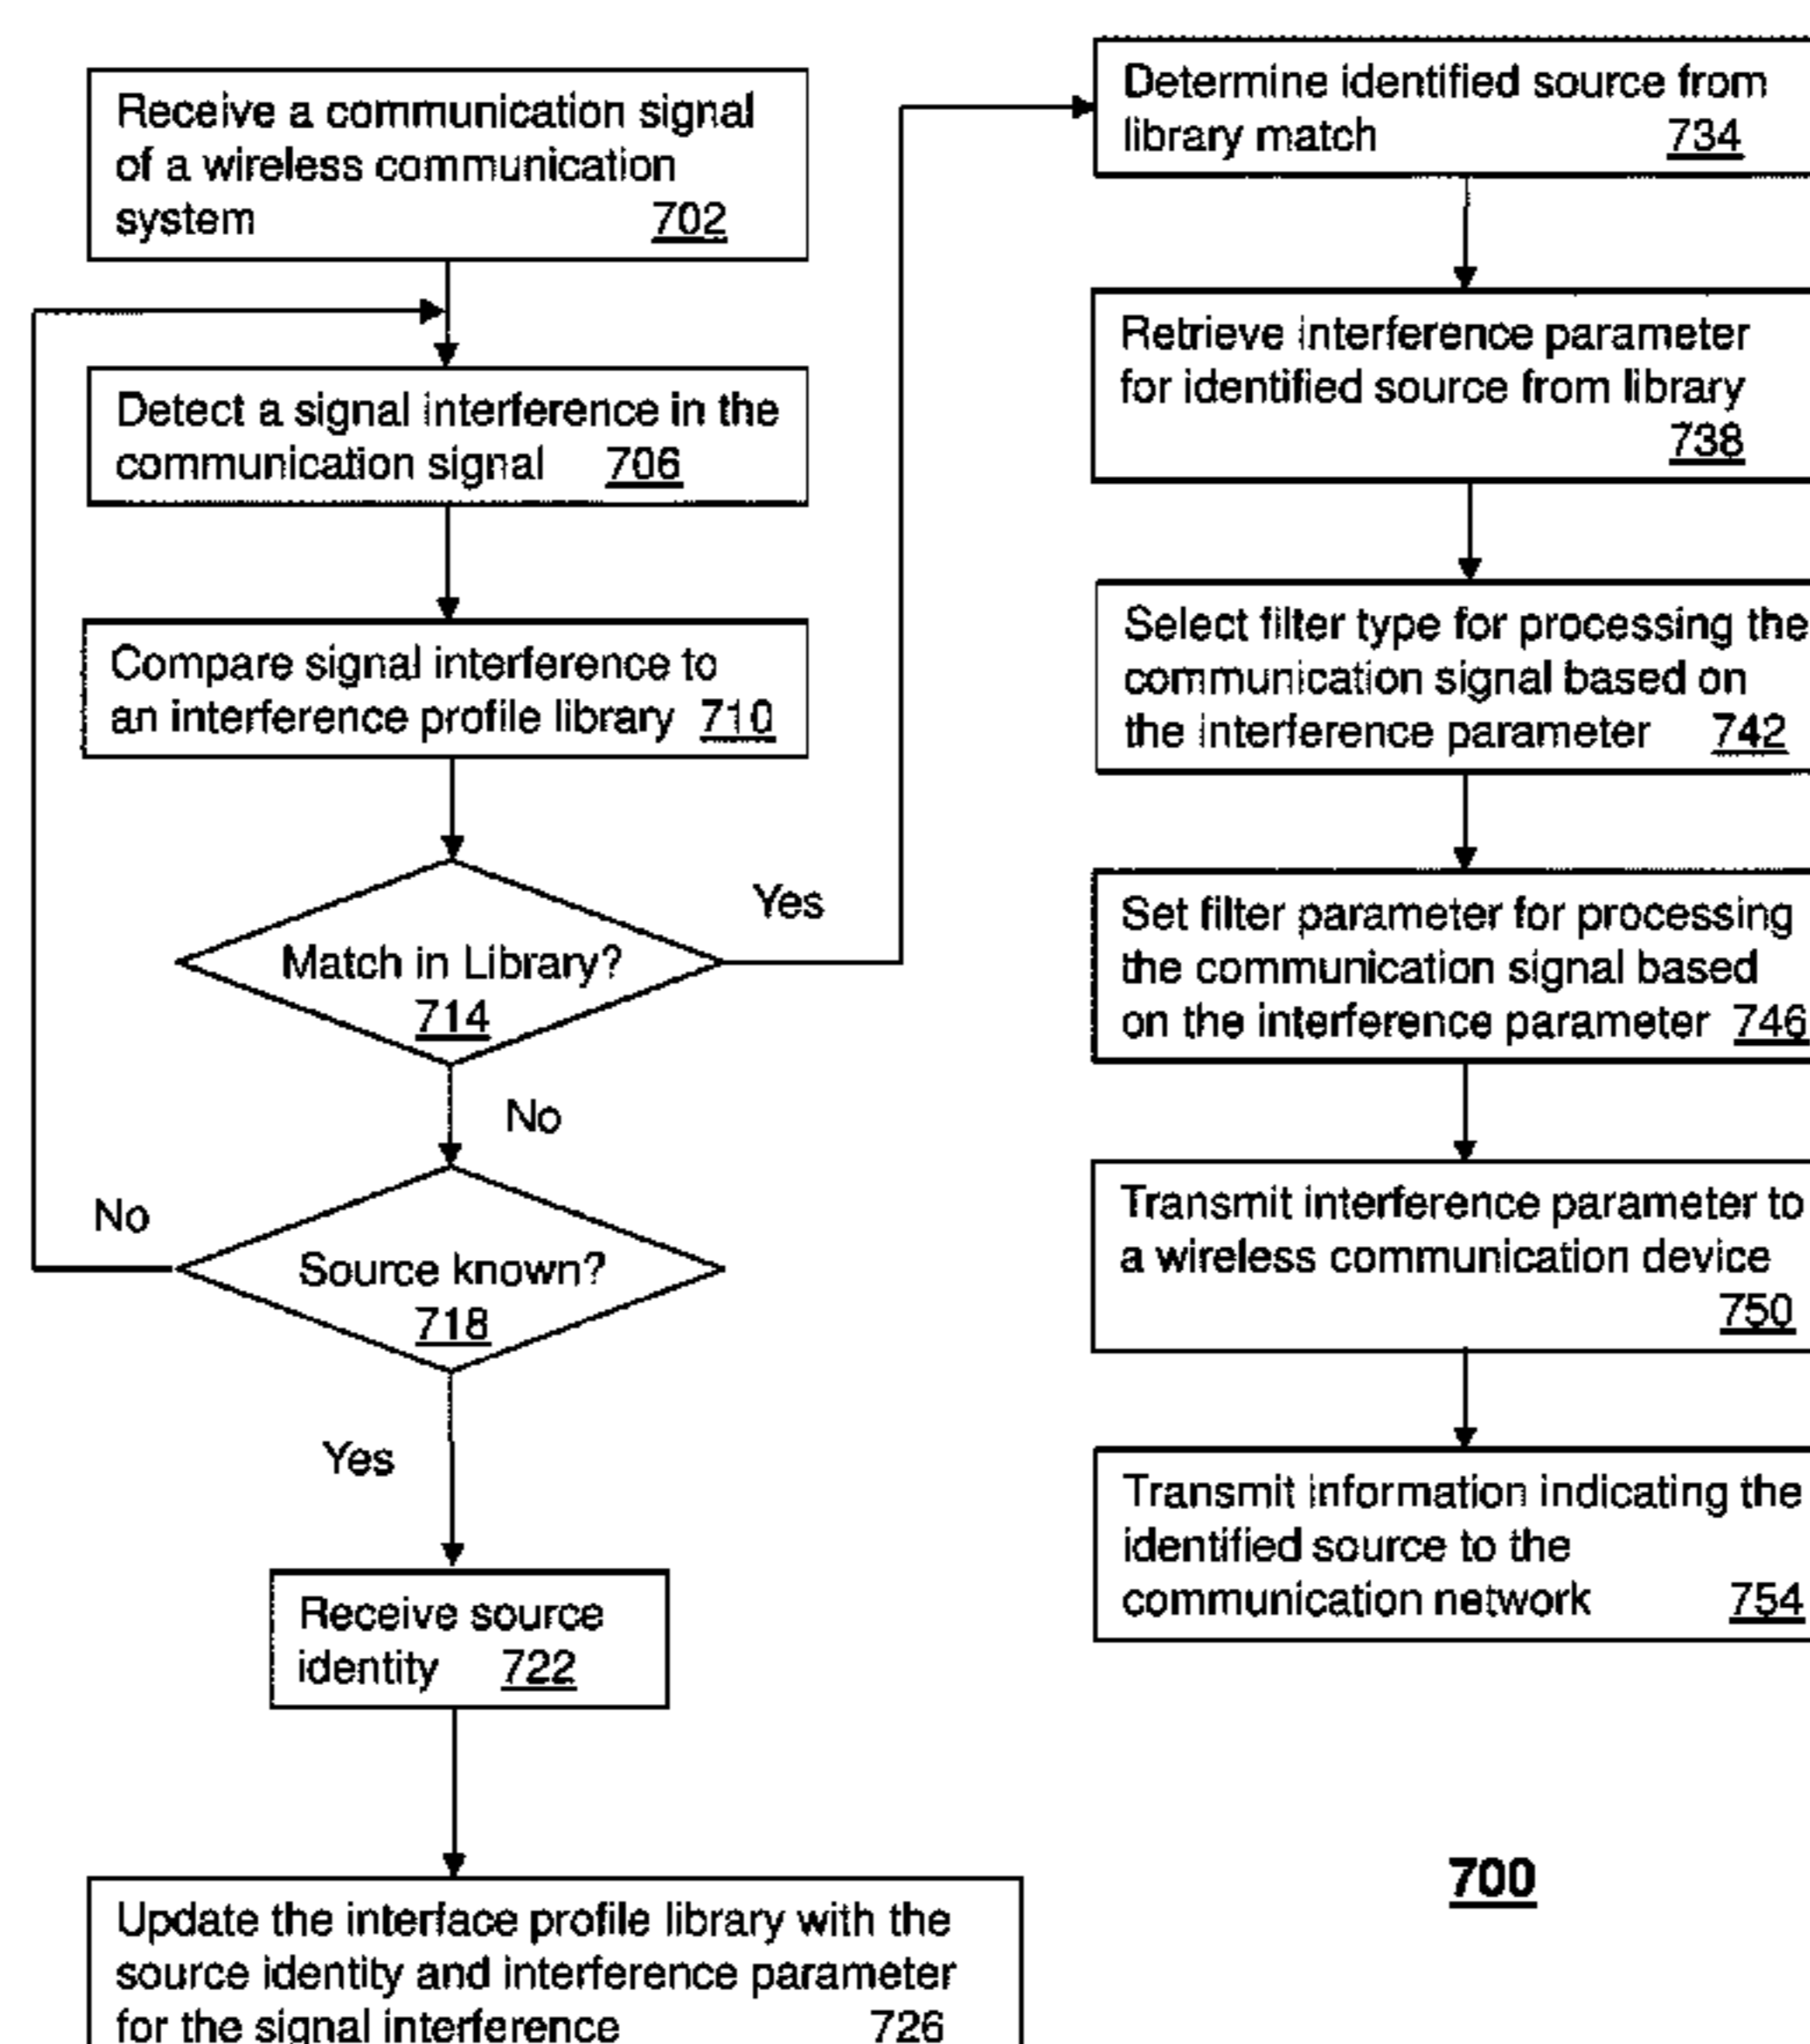 Receive a communication signal
of a wireless communication
system 702
Detect a signal interference in the
communication signal 706
Compare signal interference to
an interference profile library 710
Match in Library?
714
Yes
No
Source known?
718
No
Yes
Receive source
identity 722
Update the interface profile library with the
source identity and interference parameter
for the signal interference 726
Determine identified source from
library match 734
Retrieve interference parameter
for identified source from library
738
Select filter type for processing the
communication signal based on
the interference parameter 742
Set filter parameter for processing
the communication signal based
on the interference parameter 746
Transmit interference parameter to
a wireless communication device
750
Transmit information indicating the
identified source to the
communication network 754
700